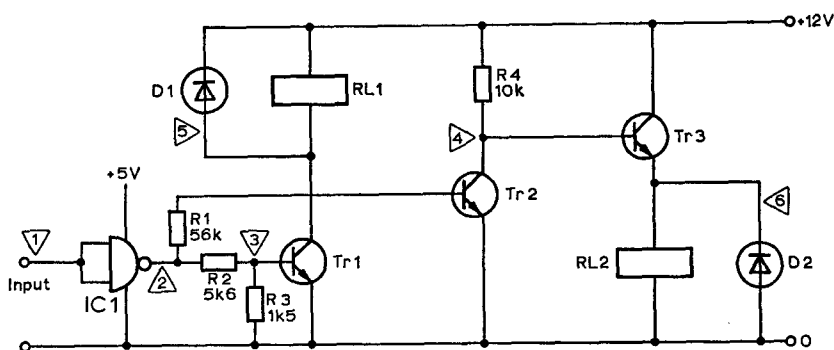 +12V
D1
RL1
R4
10k
5
4
Tr3
+5V
Tr2
6
R1
56k
1
3
Input
2
R2
5k6
Tr1
RL2
D2
IC1
R3
1k5
0